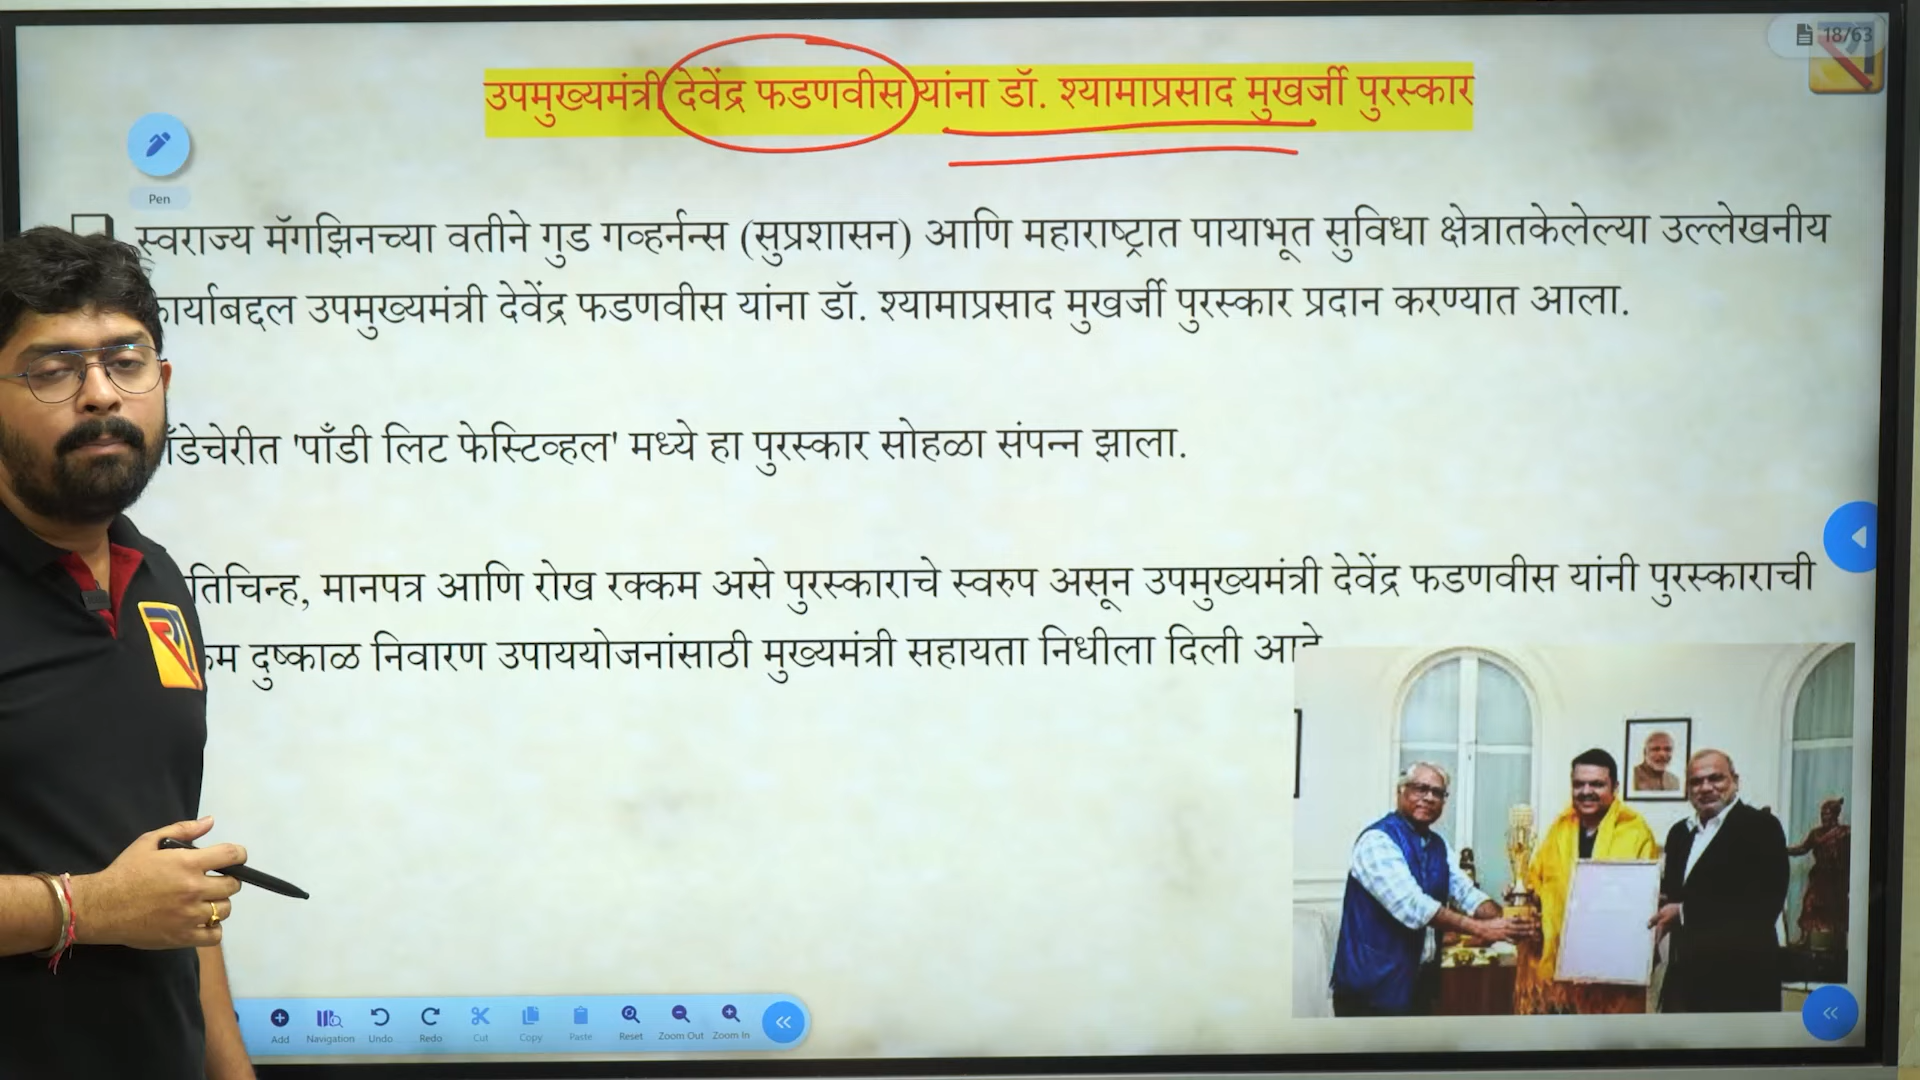 18/63
उपमुख्यमंत्री देवेंद्र फडणवीस यांना डॉ. श्यामाप्रसाद मुखर्जी पुरस्कार
Pen
स्वराज्य मॅगझिनच्या वतीने गुड गव्हर्नन्स (सुप्रशासन) आणि महाराष्ट्रात पायाभूत सुविधा क्षेत्रातकेलेल्या उल्लेखनीय
उपमुख्यमंत्री देवेंद्र फडणवीस यांना डॉ. श्यामाप्रसाद मुखर्जी पुरस्कार प्रदान करण्यात आला.
'पाँडी लिट फेस्टिव्हल' मध्ये हा पुरस्कार सोहळा संपन्न झाला.
मानपत्र आणि रोख रक्कम असे पुरस्काराचे स्वरुप असून उपमुख्यमंत्री देवेंद्र फडणवीस यांनी पुरस्काराची
दुष्काळ निवारण उपाययोजनांसाठी मुख्यमंत्री सहायता निधीला दिली
Add Navigation Undo Redo Cut Copy Paste Reset Zoom Out Zoom In